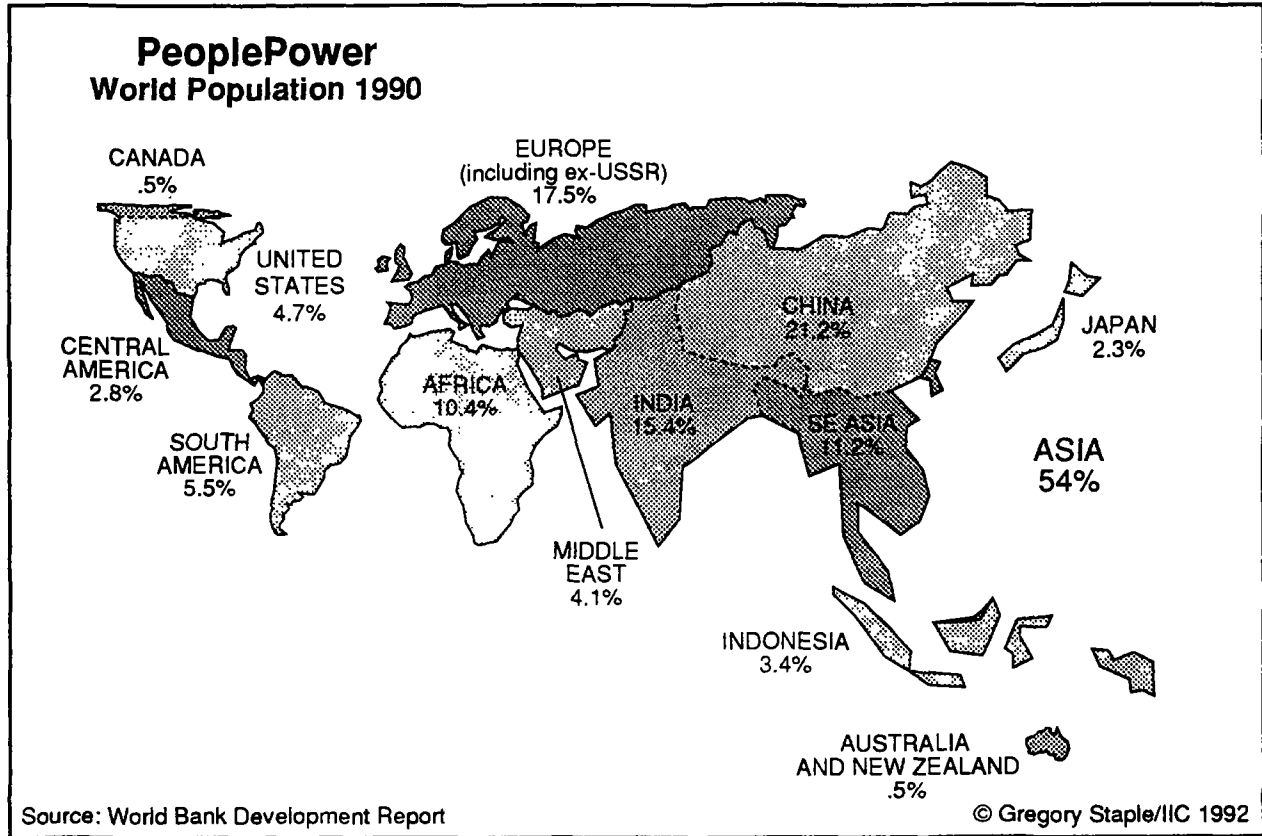 PeoplePower
World Population 1990
CANADA
.5%
EUROPE
(including ex-USSR)
17.5%
UNITED
STATES
4.7%
CENTRAL
AMERICA
2.8%
SOUTH
AMERICA
5.5%
AFRICA
10.4%
MIDDLE
EAST
4.1%
INDIA
15.4%
CHINA
21.2%
SE ASIA
11.2%
JAPAN
2.3%
ASIA
54%
INDONESIA
3.4%
AUSTRALIA
AND NEW ZEALAND
.5%
Source: World Bank Development Report
© Gregory Staple/IIC 1992